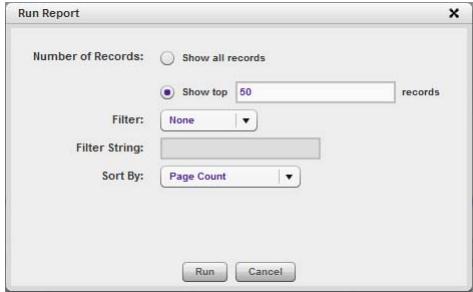 Run Report
Number of Records: Show all records
Show top 50 records
Filter: None
Filter String:
Sort By: Page Count
Run Cancel